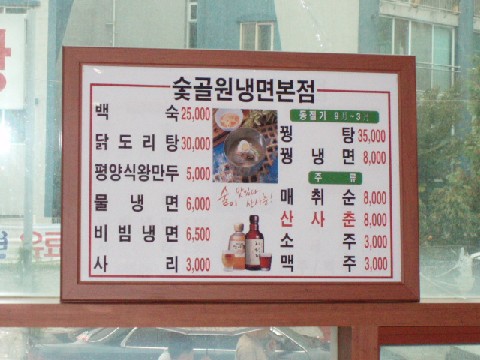 숯골원냉면본점
백 숙 25,000
닭도리탕 30,000
평양식왕만두 5,000
물냉면 6,000
비빔냉면 6,500
사 리 3,000
동절기 9月~3月
꿩 탕 35,000
꿩냉면 8,000
주 류
매취순 8,000
산사춘 8,000
소 주 3,000
맥 주 3,000